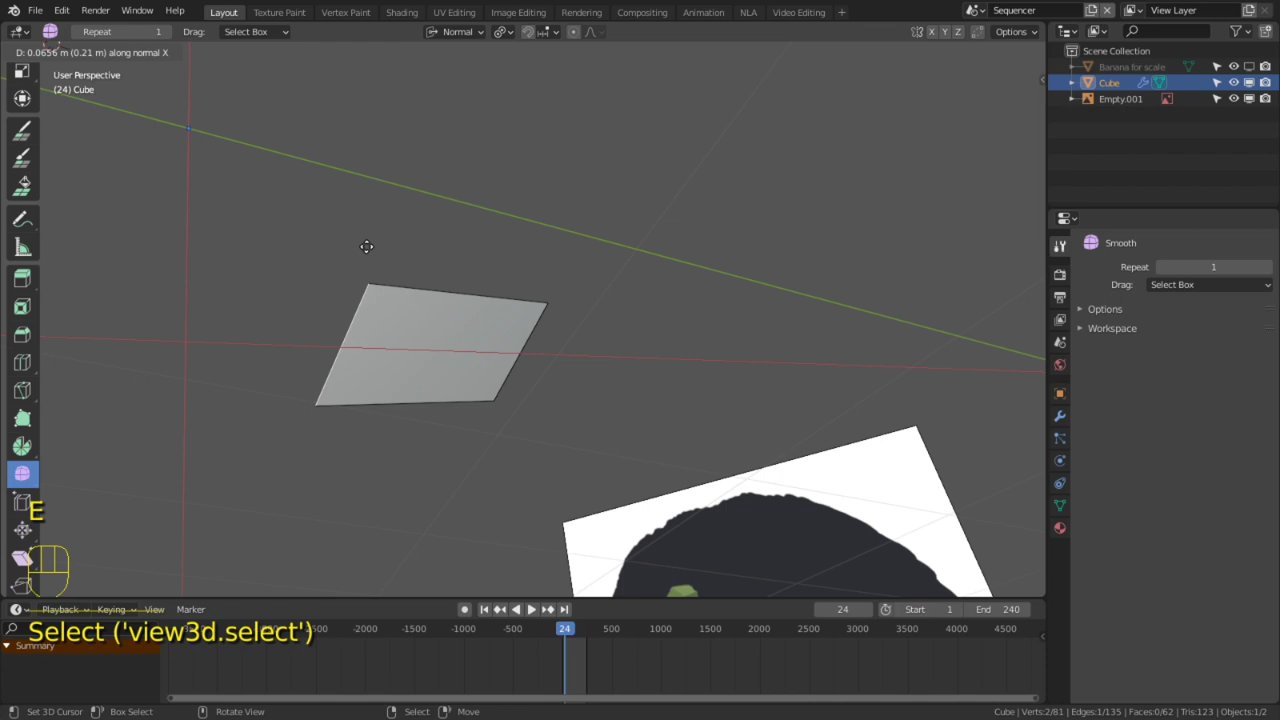 File Edit Render Window Help Layout Texture Paint Vertex Paint Shading UV Editing Image Editing Rendering Compositing Animation NLA Video Editing + Sequencer View Layer
Repeat 1 Drag: Select Box Normal X Y Z Options
D: 0.0656 m (0.21 m) along normal X
Scene Collection
Banana for scale
User Perspective
(24) Cube
Cube
Empty.001
Smooth
Repeat 1
Drag: Select Box
Options
Workspace
E
Playback Keying View Marker 24 Start 1 End 240
Select ('view3d.select')
-2000 -1500 -1000 -500 24 500 1000 1500 2000 2500 3000 3500 4000 4500
Summary
Set 3D Cursor Box Select Rotate View Select Move Cube | Verts:2/81 | Edges:1/135 | Faces:0/62 | Tris:123 | Objects:1/2